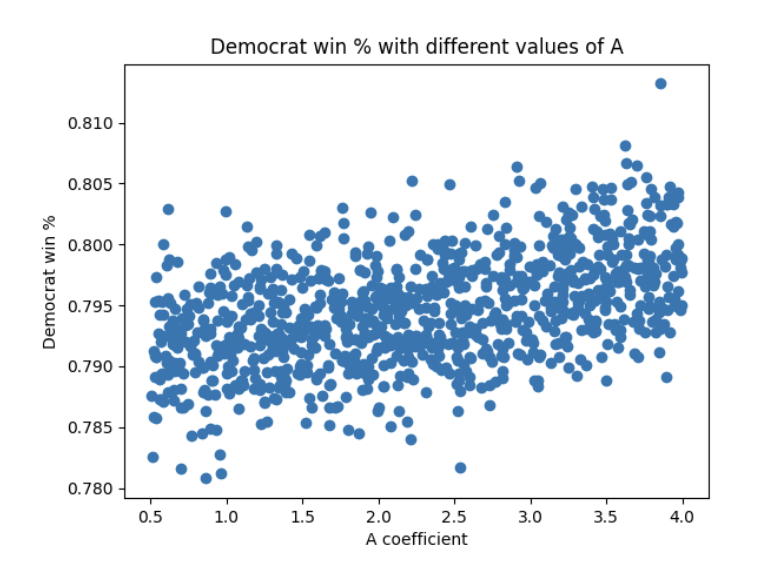 Democrat win % with different values of A
0.810
0.805
0.800
0.795
0.790
0.785
0.780
Democrat win %
0.5 1.0 1.5 2.0 2.5 3.0 3.5 4.0
A coefficient